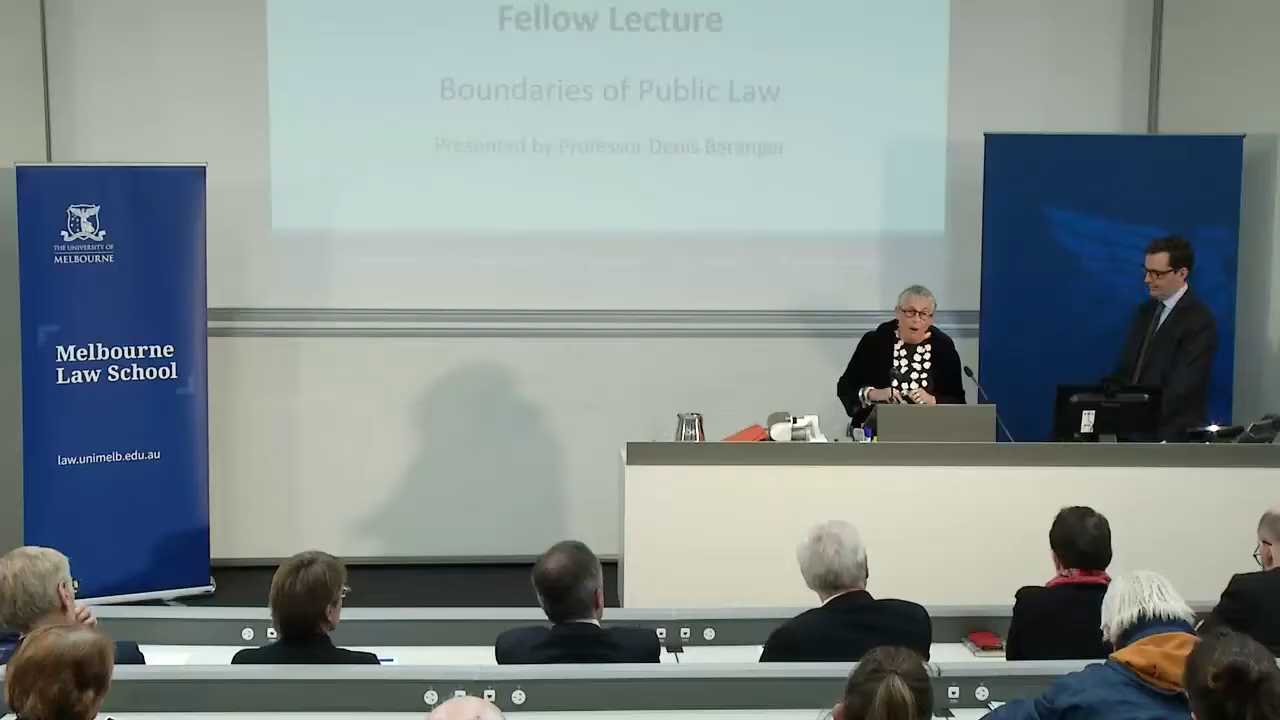 Fellow Lecture
Boundaries of Public Law
Presented by Professor Denis Baranger
THE UNIVERSITY OF
MELBOURNE
Melbourne
Law School
law.unimelb.edu.au